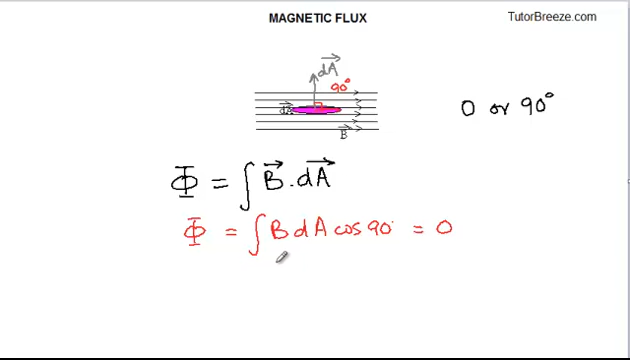 MAGNETIC FLUX
TutorBreeze.com
dA
90°
dA
B
0 or 90°
Φ = ∫ B⃗ . dA⃗
Φ = ∫ B dA cos 90 = 0